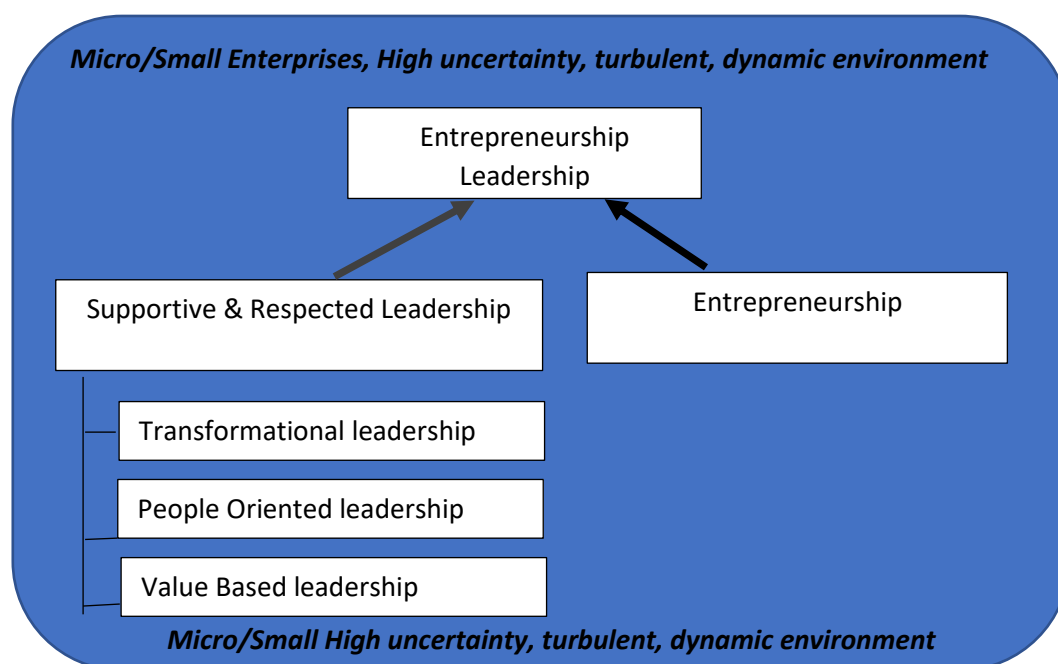 Micro/Small Enterprises, High uncertainty, turbulent, dynamic environment
Entrepreneurship
Leadership
Supportive & Respected Leadership
Entrepreneurship
Transformational leadership
People Oriented leadership
Value Based leadership
Micro/Small High uncertainty, turbulent, dynamic environment